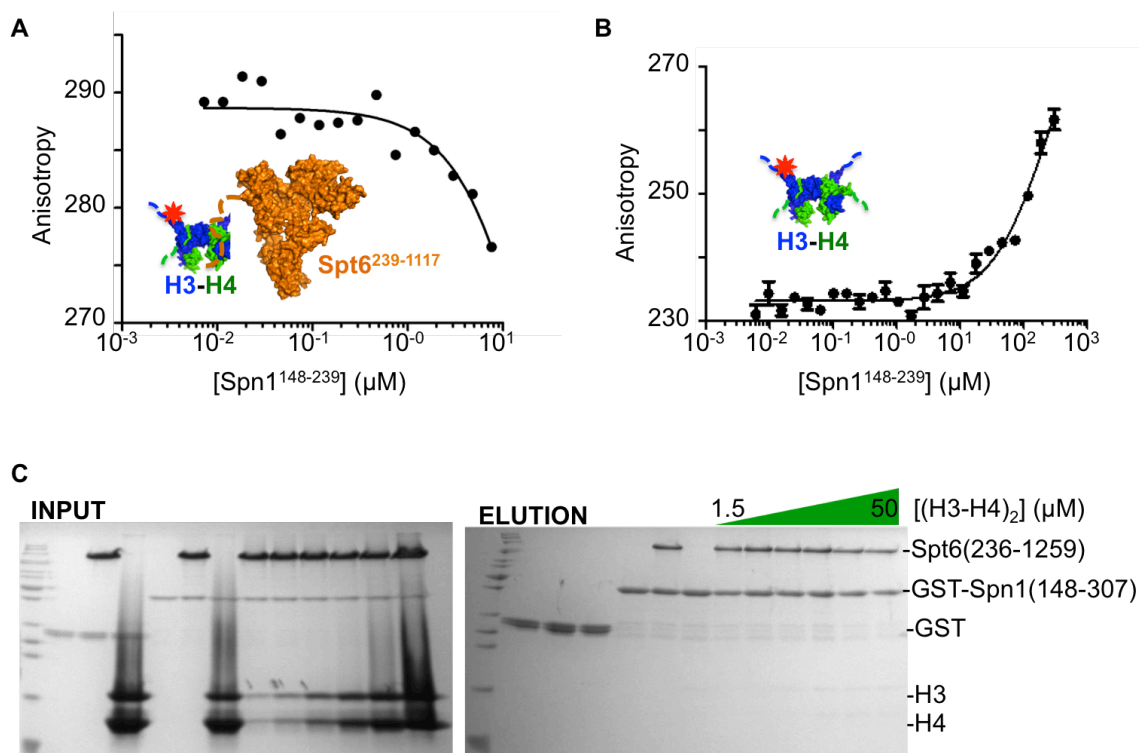 A
290
280
270
Anisotropy
H3-H4
Spt6239-1117
10-3
10-2
10-1
10-0
101
[Spn1148-239] (µM)
B
270
250
230
Anisotropy
H3-H4
10-3
10-2
10-1
10-0
101
102
103
[Spn1148-239] (µM)
C
INPUT
ELUTION
1.5
50
[(H3-H4)2] (µM)
-Spt6(236-1259)
-GST-Spn1(148-307)
-GST
-H3
-H4